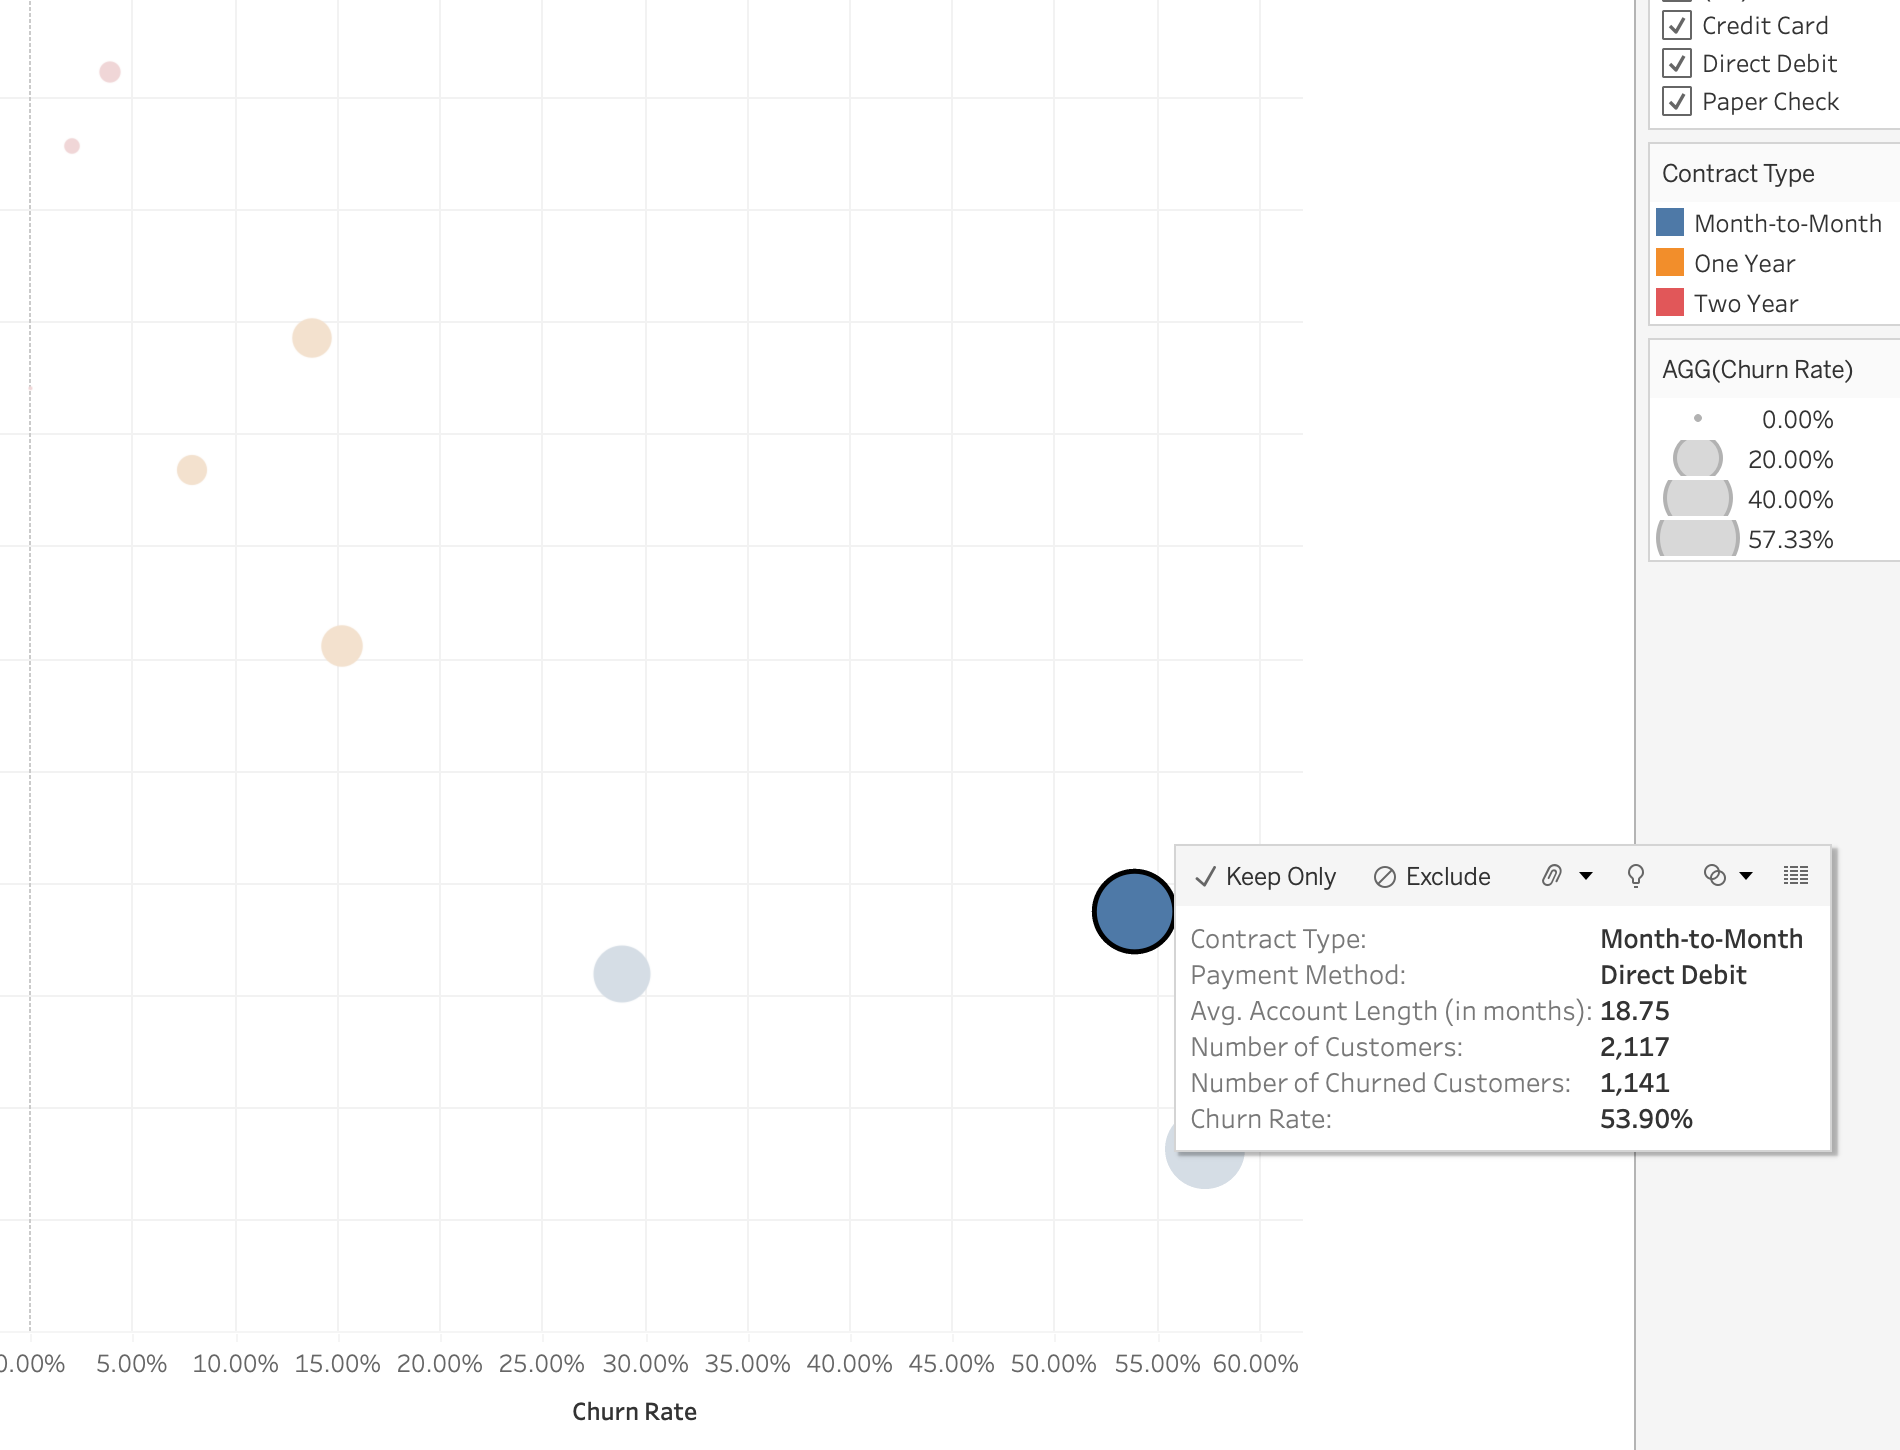 Credit Card
Direct Debit
Paper Check
Contract Type
Month-to-Month
One Year
Two Year
AGG(Churn Rate)
0.00%
20.00%
40.00%
57.33%
Keep Only Exclude
Contract Type: Month-to-Month
Payment Method: Direct Debit
Avg. Account Length (in months): 18.75
Number of Customers: 2,117
Number of Churned Customers: 1,141
Churn Rate: 53.90%
0.00% 5.00% 10.00% 15.00% 20.00% 25.00% 30.00% 35.00% 40.00% 45.00% 50.00% 55.00% 60.00%
Churn Rate